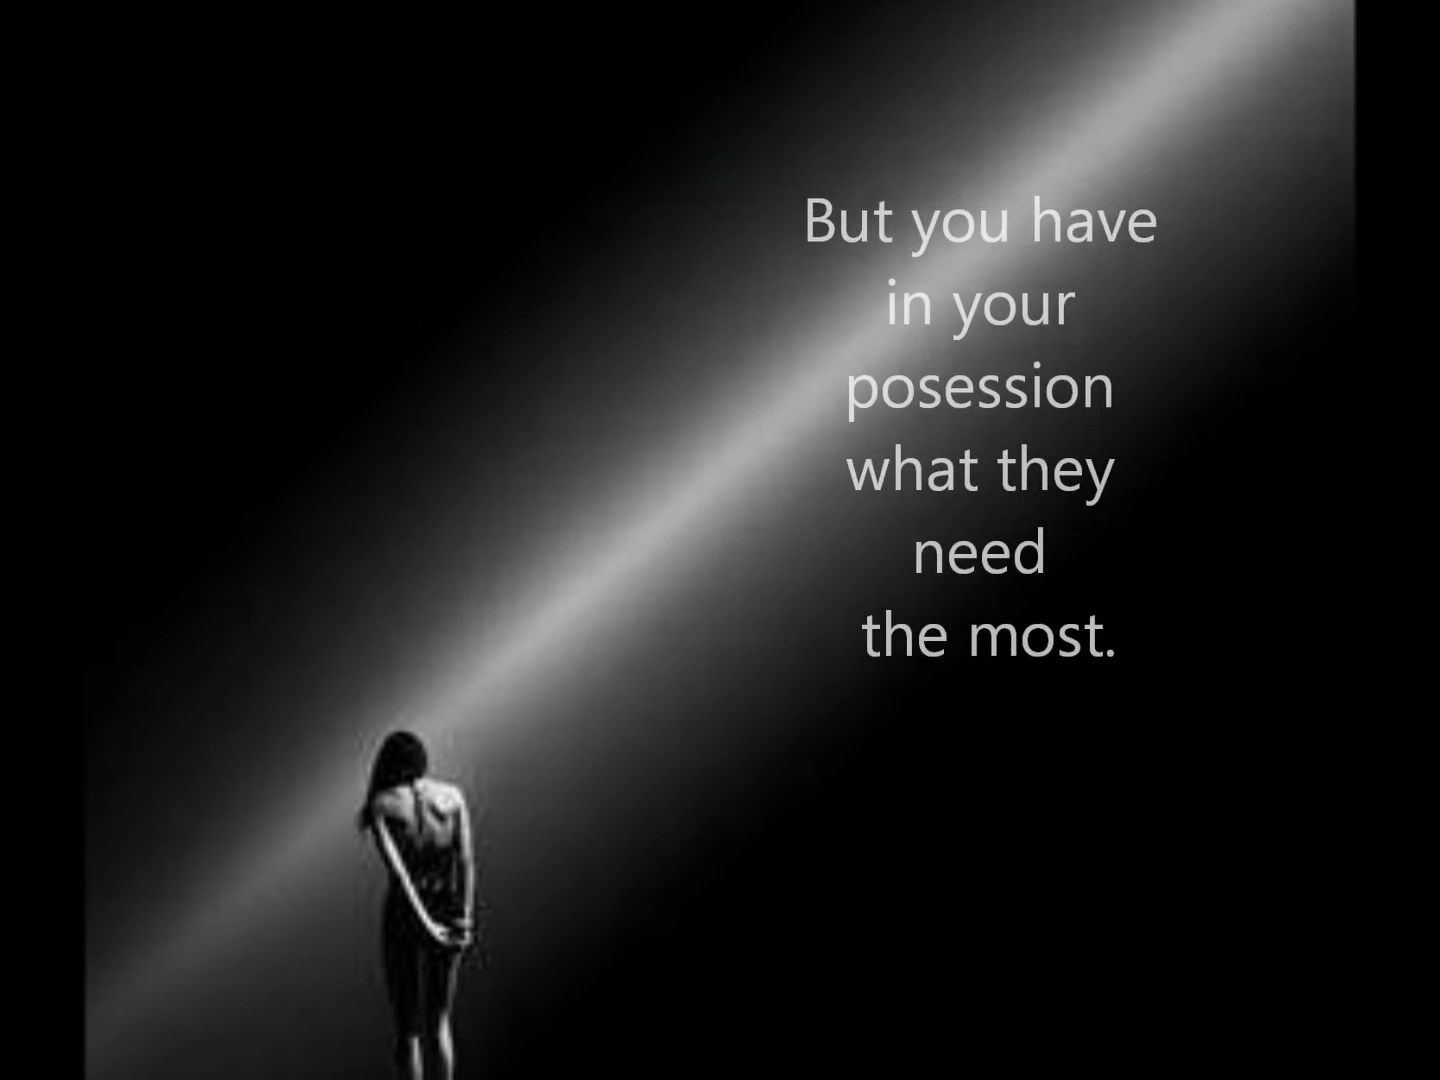 But you have
in your
posession
what they
need
the most.